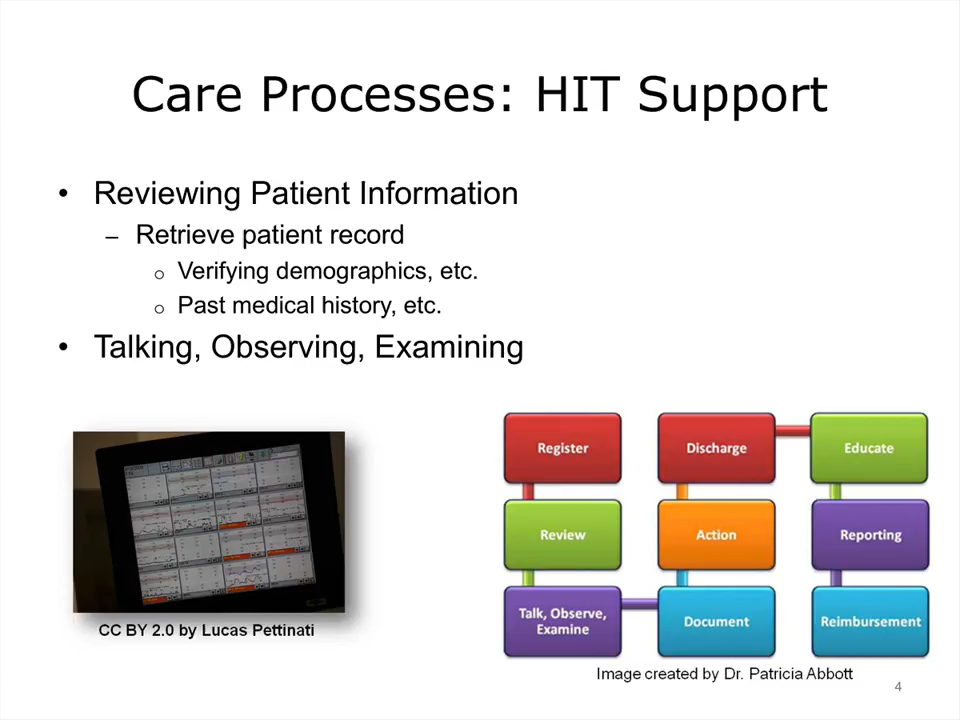 Care Processes: HIT Support
• Reviewing Patient Information
– Retrieve patient record
o Verifying demographics, etc.
o Past medical history, etc.
• Talking, Observing, Examining
CC BY 2.0 by Lucas Pettinati
Register
Review
Talk, Observe,
Examine
Document
Action
Discharge
Educate
Reporting
Reimbursement
Image created by Dr. Patricia Abbott
4